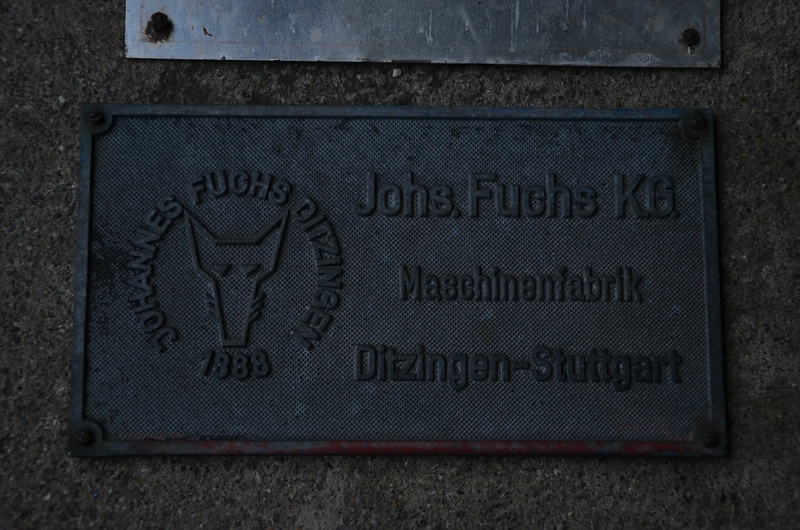 JOHANNES FUCHS DITZINGEN
1888
Johs. Fuchs KG.
Maschinenfabrik
Ditzingen-Stuttgart